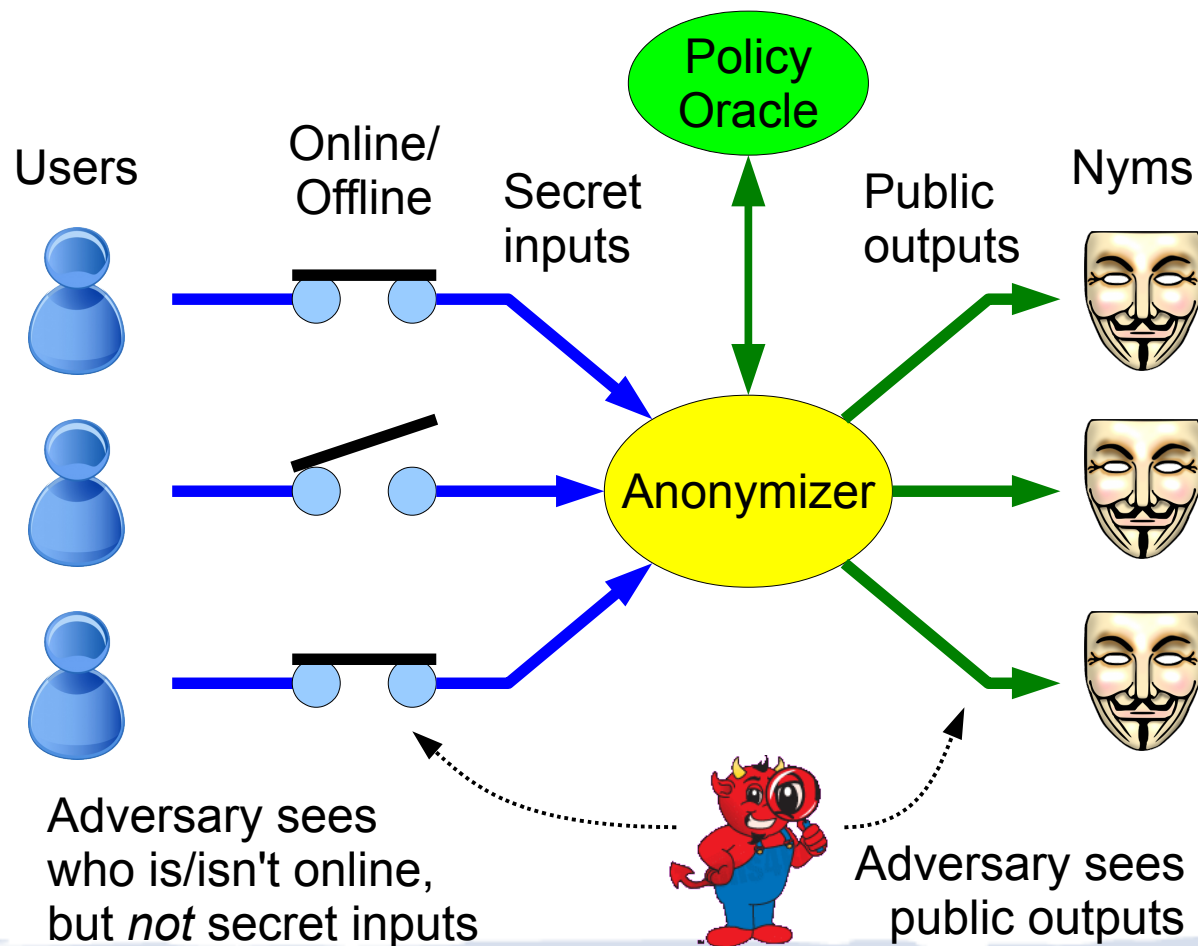 Policy
Oracle
Users
Online/
Offline
Secret
inputs
Public
outputs
Nyms
Anonymizer
Adversary sees
who is/isn't online,
but not secret inputs
Adversary sees
public outputs